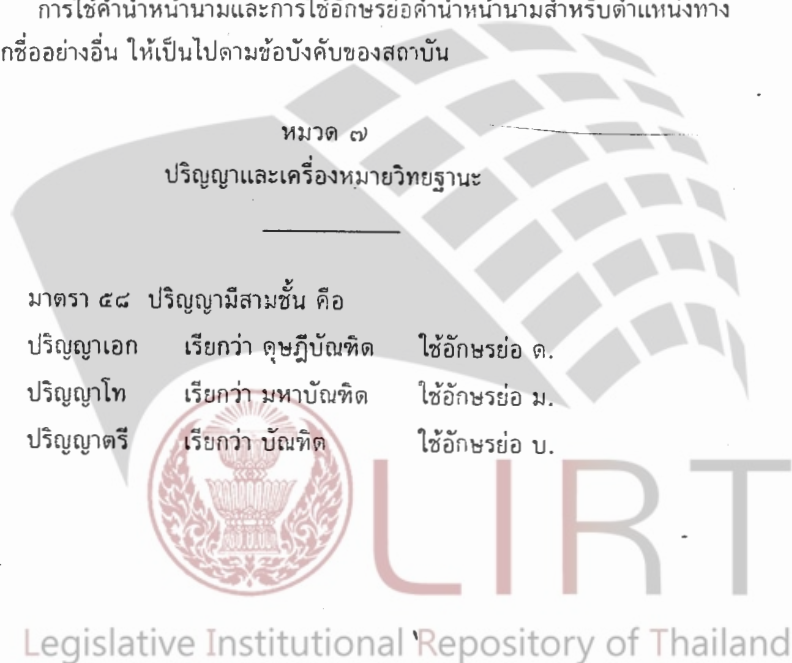 การใช้คำนำหน้านามและการใช้อักษรย่อคำนำหน้านามสำหรับตำแหน่งทาง
กชื่ออย่างอื่น ให้เป็นไปตามข้อบังคับของสถาบัน
หมวด ๗
ปริญญาและเครื่องหมายวิทยฐานะ
มาตรา ๕๘ ปริญญามีสามชั้น คือ
ปริญญาเอก เรียกว่า ดุษฎีบัณฑิต ใช้อักษรย่อ ด.
ปริญญาโท เรียกว่า มหาบัณฑิต ใช้อักษรย่อ ม.
ปริญญาตรี เรียกว่า บัณฑิต ใช้อักษรย่อ บ.
LIRT
Legislative Institutional Repository of Thailand